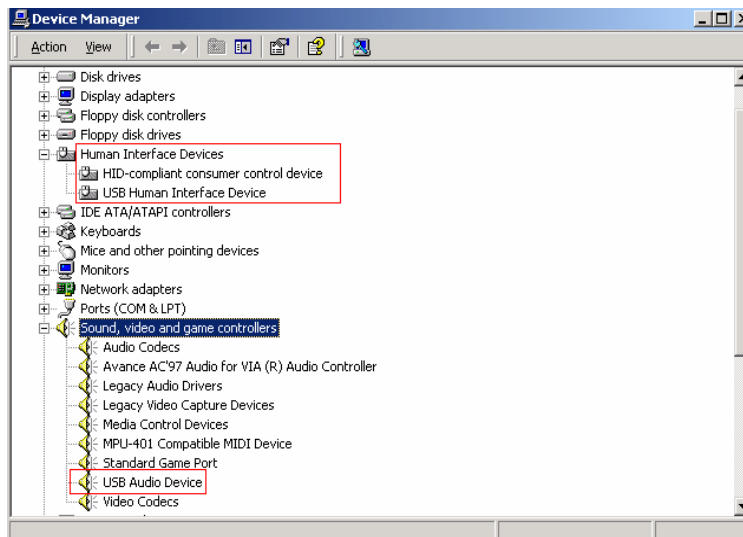 Device Manager
Action View
Disk drives
Display adapters
Floppy disk controllers
Floppy disk drives
Human Interface Devices
HID-compliant consumer control device
USB Human Interface Device
IDE ATA/ATAPI controllers
Keyboards
Mice and other pointing devices
Monitors
Network adapters
Ports (COM & LPT)
Sound, video and game controllers
Audio Codecs
Avance AC'97 Audio for VIA (R) Audio Controller
Legacy Audio Drivers
Legacy Video Capture Devices
Media Control Devices
MPU-401 Compatible MIDI Device
Standard Game Port
USB Audio Device
Video Codecs